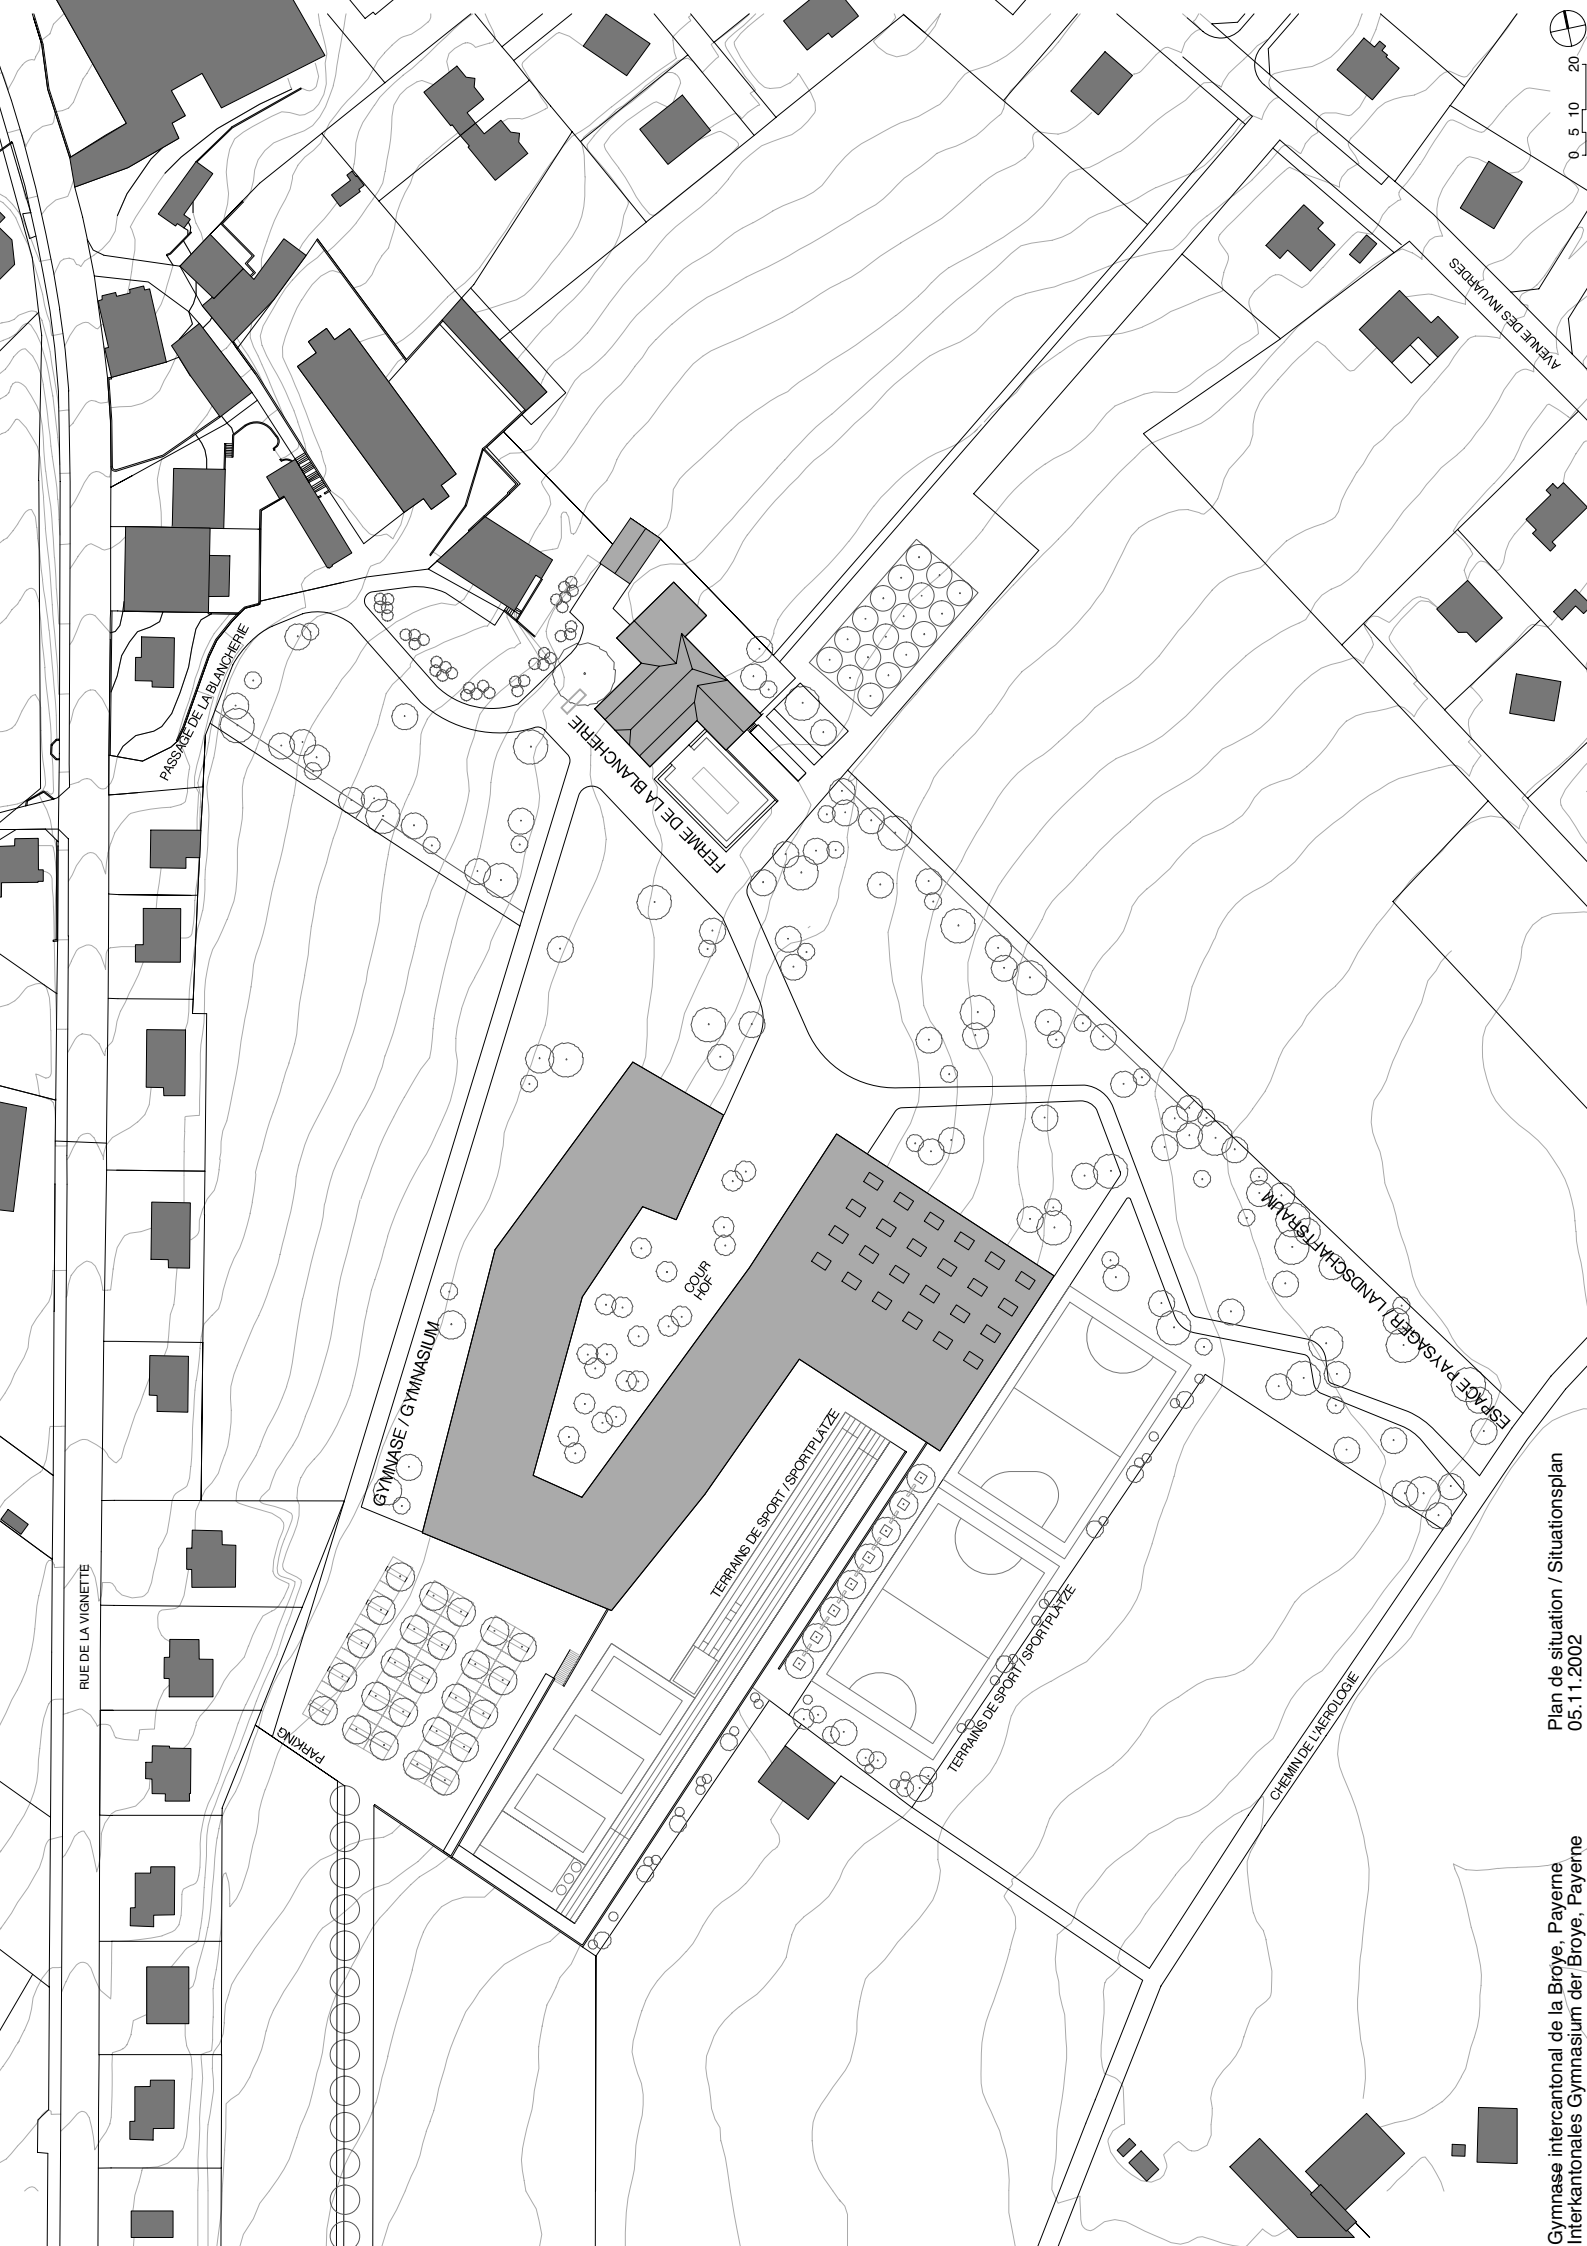 Gymnase intercantonal de la Broye, Payerne
Interkantonales Gymnasium der Broye, Payerne
Plan de situation / Situationsplan
05.11.2002
0 5 10 20
RUE DE LA VIGNETTE
PASSAGE DE LA BLANCHERIE
FERME DE LA BLANCHERIE
AVENUE DES INVUARDES
GYMNASE / GYMNASIUM
COUR
HOF
PARKING
TERRAINS DE SPORT / SPORTPLATZE
TERRAINS DE SPORT / SPORTPLATZE
ESPACE PAYSAGER / LANDSCHAFTSRAUM
CHEMIN DE L'AEROLOGIE